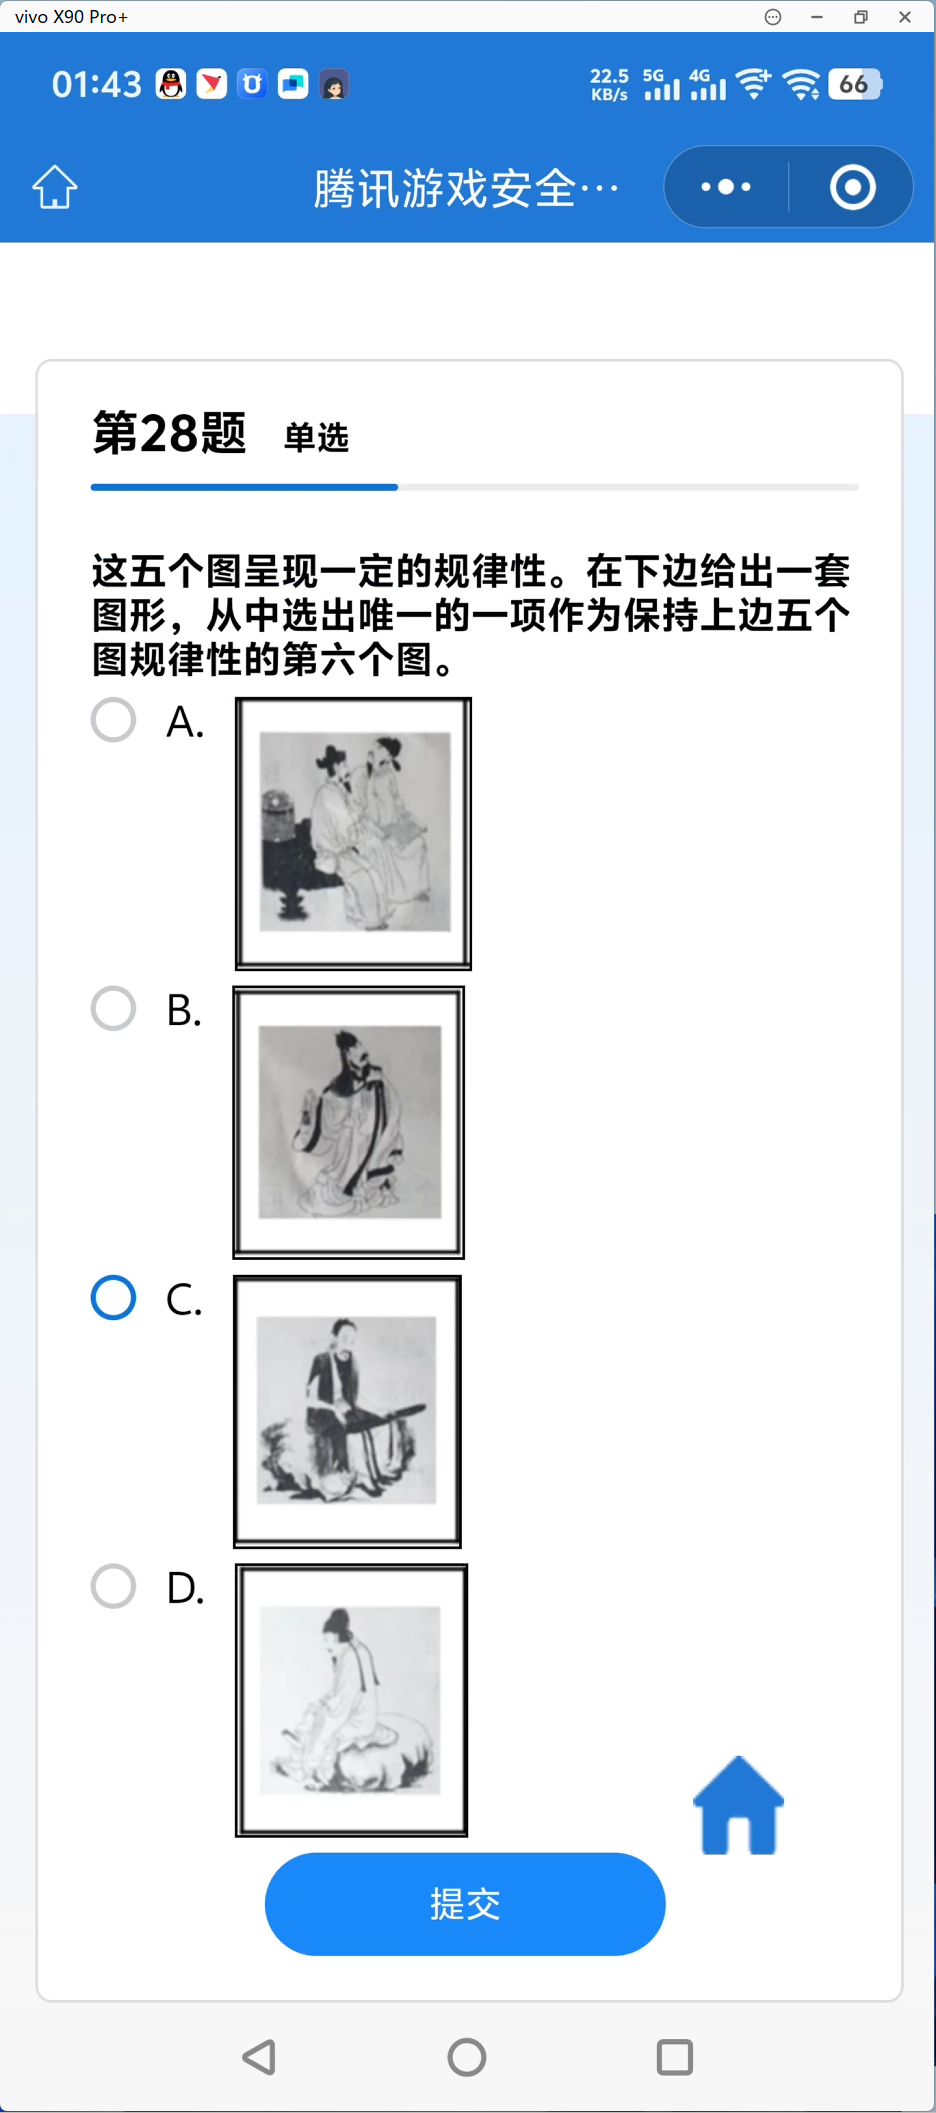 vivo X90 Pro+
01:43
22.5 KB/s 5G 4G 66
腾讯游戏安全···
第28题 单选
这五个图呈现一定的规律性。在下边给出一套
图形，从中选出唯一的一项作为保持上边五个
图规律性的第六个图。
A.
B.
C.
D.
提交